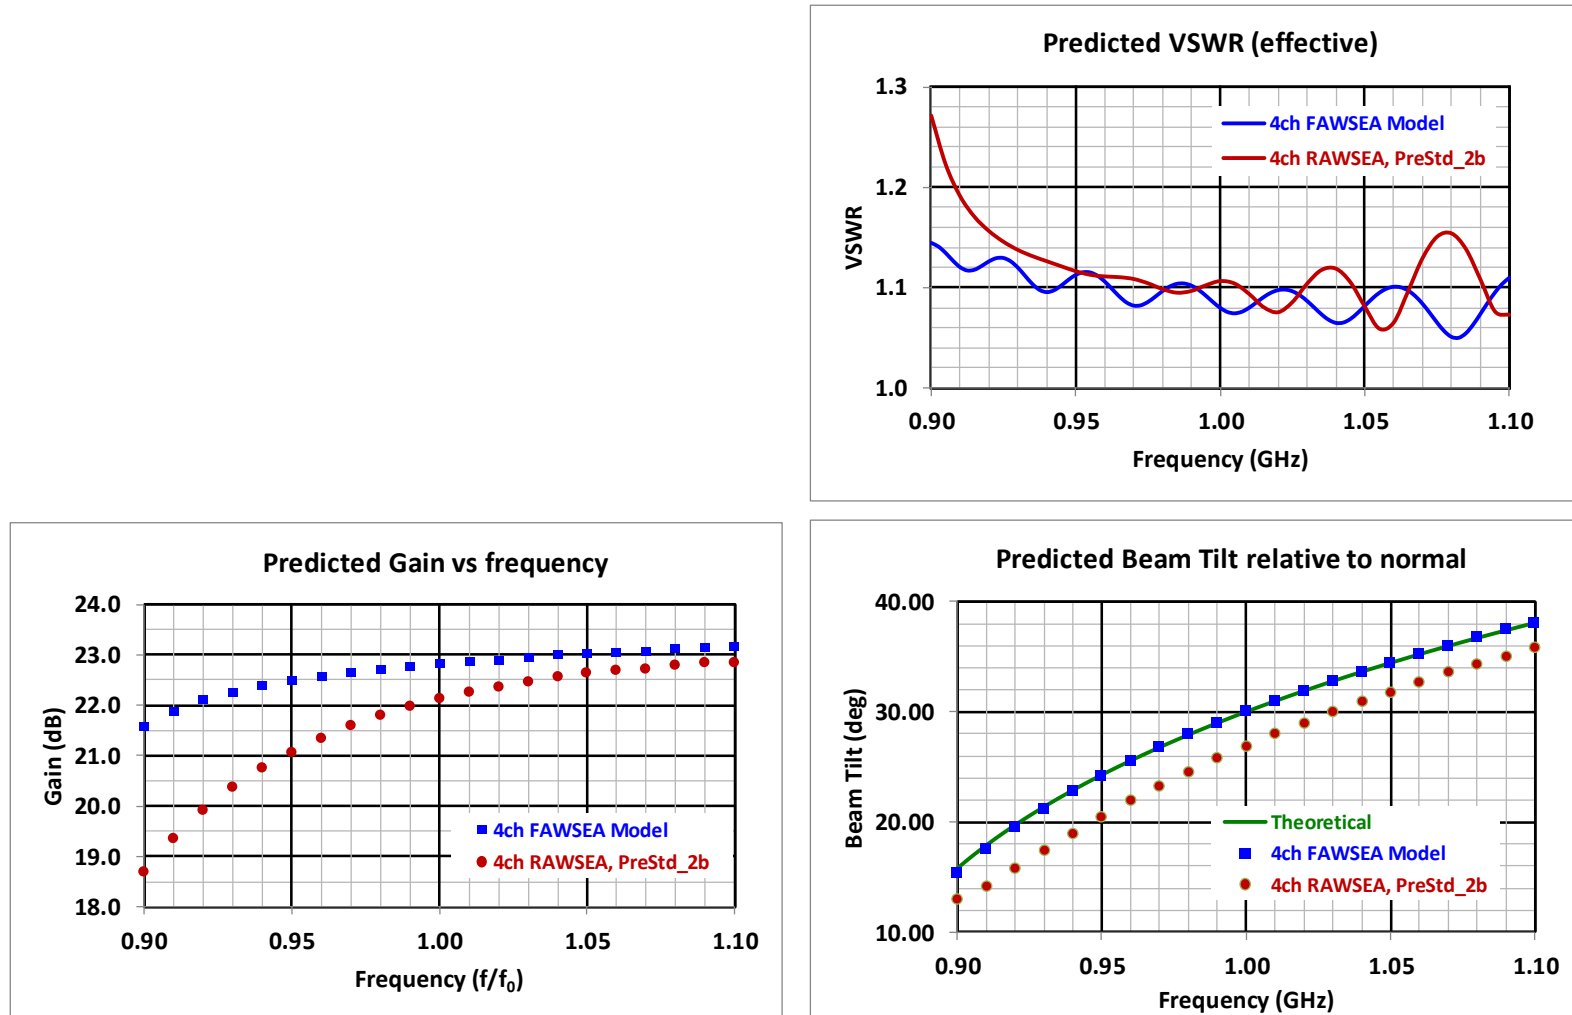 Predicted VSWR (effective)
1.3
1.2
1.1
1.0
VSWR
4ch FAWSEA Model
4ch RAWSEA, PreStd_2b
0.90 0.95 1.00 1.05 1.10
Frequency (GHz)
Predicted Gain vs frequency
24.0
23.0
22.0
21.0
20.0
19.0
18.0
Gain (dB)
4ch FAWSEA Model
4ch RAWSEA, PreStd_2b
0.90 0.95 1.00 1.05 1.10
Frequency (f/f₀)
Predicted Beam Tilt relative to normal
40.00
30.00
20.00
10.00
Beam Tilt (deg)
Theoretical
4ch FAWSEA Model
4ch RAWSEA, PreStd_2b
0.90 0.95 1.00 1.05 1.10
Frequency (GHz)